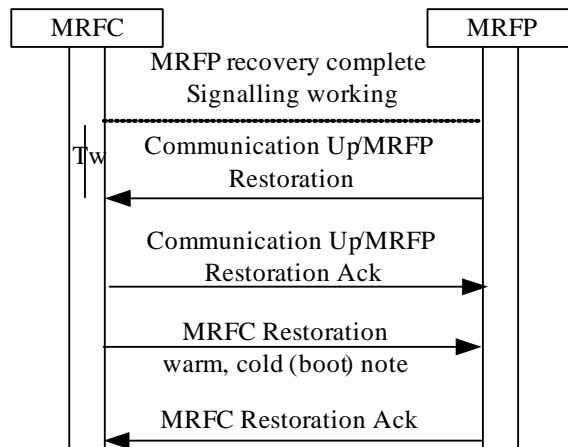 MRFC
MRFP
MRFP recovery complete
Signalling working
Tw
Communication Up/MRFP
Restoration
Communication Up/MRFP
Restoration Ack
MRFC Restoration
warm, cold (boot) note
MRFC Restoration Ack